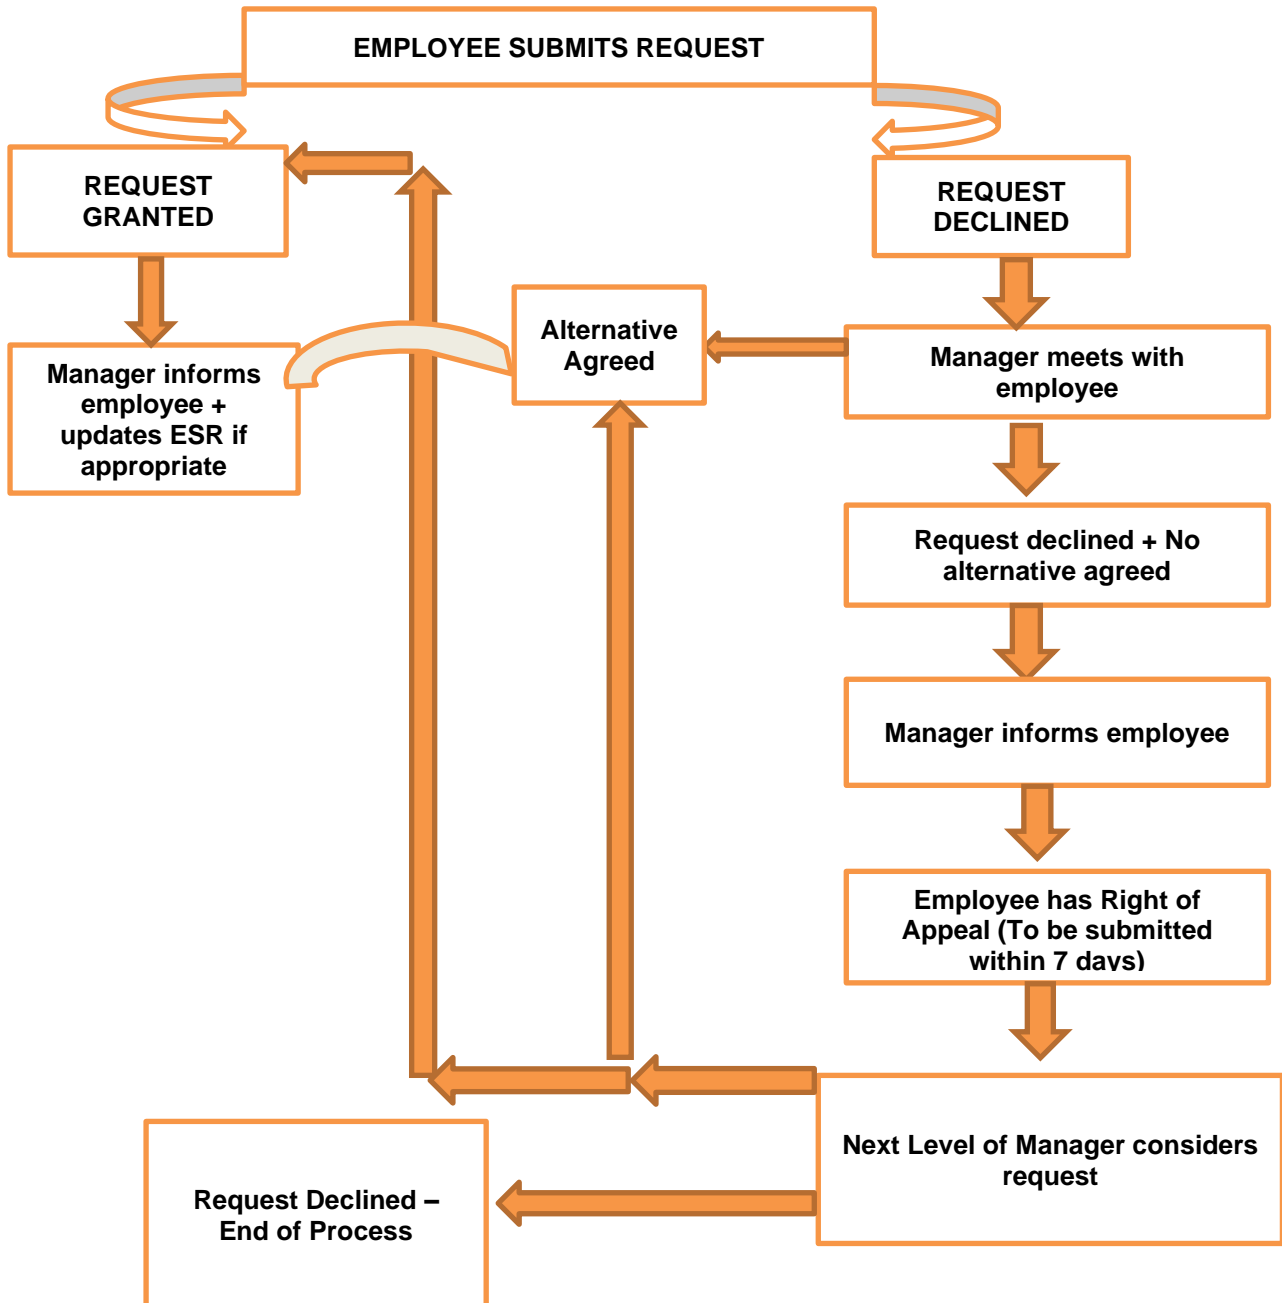 EMPLOYEE SUBMITS REQUEST
REQUEST
GRANTED
REQUEST
DECLINED
Alternative
Agreed
Manager meets with
employee
Manager informs
employee +
updates ESR if
appropriate
Request declined + No
alternative agreed
Manager informs employee
Employee has Right of
Appeal (To be submitted
within 7 days)
Next Level of Manager considers
request
Request Declined –
End of Process